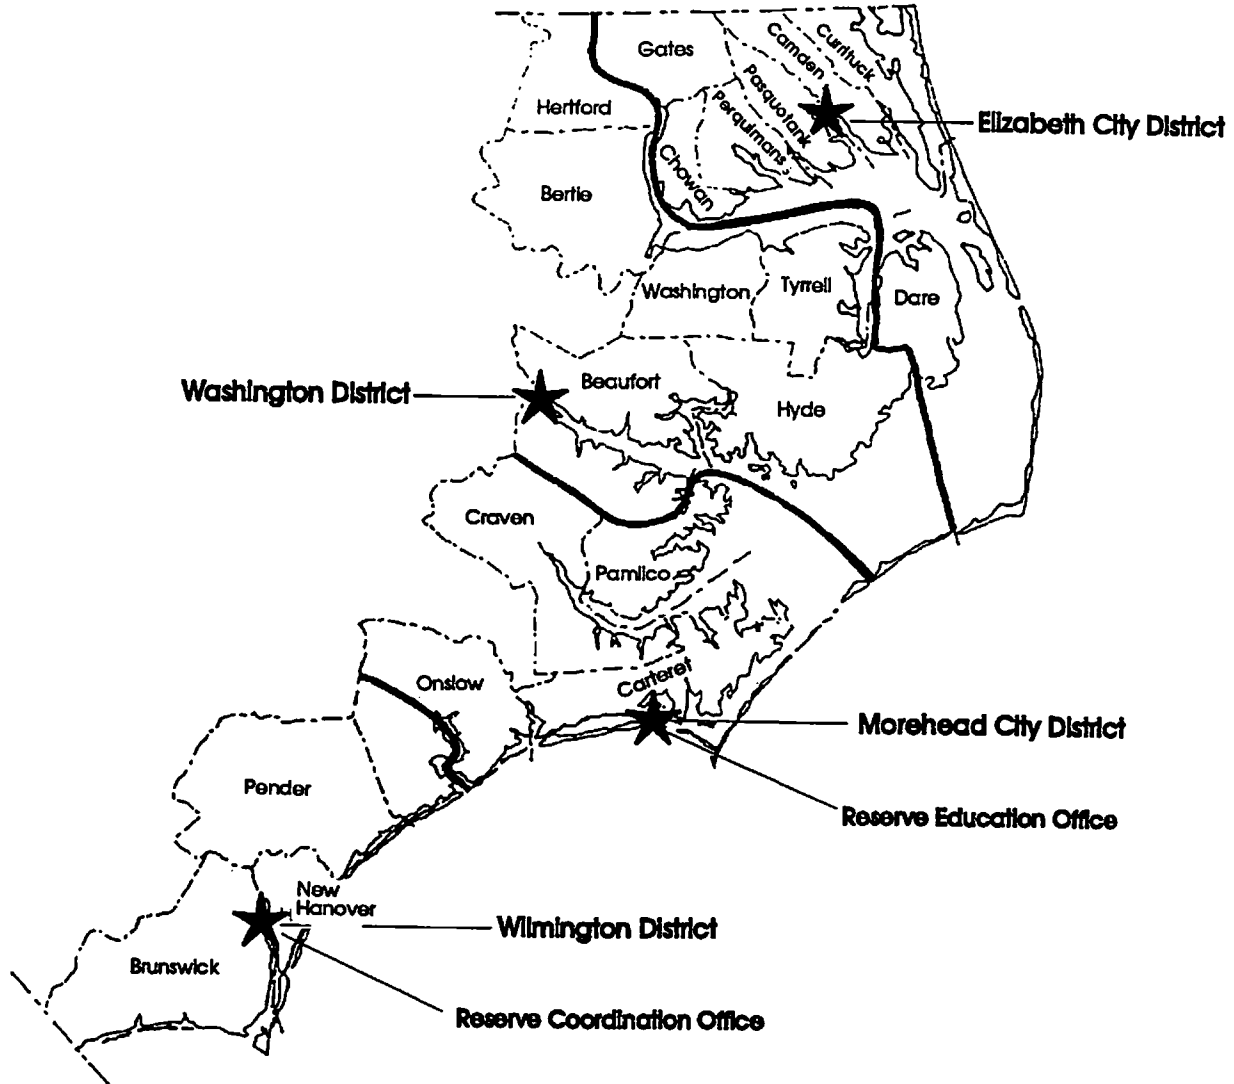 Gates
Camden
Currituck
Hertford
Pasquotank
Perquimans
Elizabeth City District
Chowan
Bertie
Washington
Tyrrell
Dare
Washington District
Beaufort
Hyde
Craven
Pamlico
Onslow
Carteret
Morehead City District
Pender
Reserve Education Office
New
Hanover
Wilmington District
Brunswick
Reserve Coordination Office